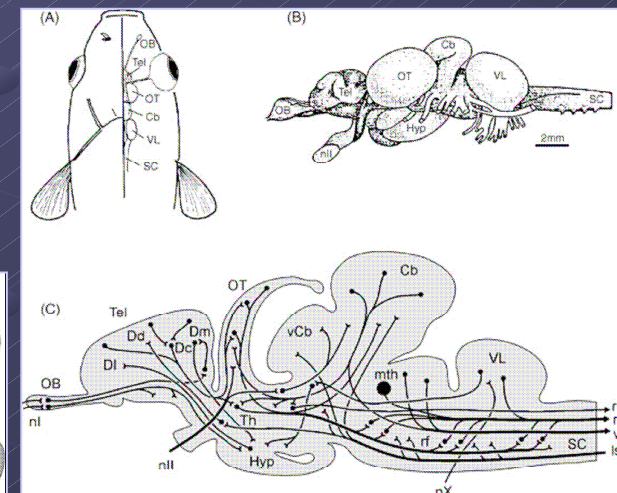 (A)
OB
Tel
OT
Cb
VL
SC
(B)
Cb
OT
VL
Tel
OB
SC
Hyp
nII
2mm
(C)
Cb
OT
Tel
vCb
Dm
Dd
Dc
mth
VL
Dl
OB
Th
rf
SC
nI
nII
Hyp
nX